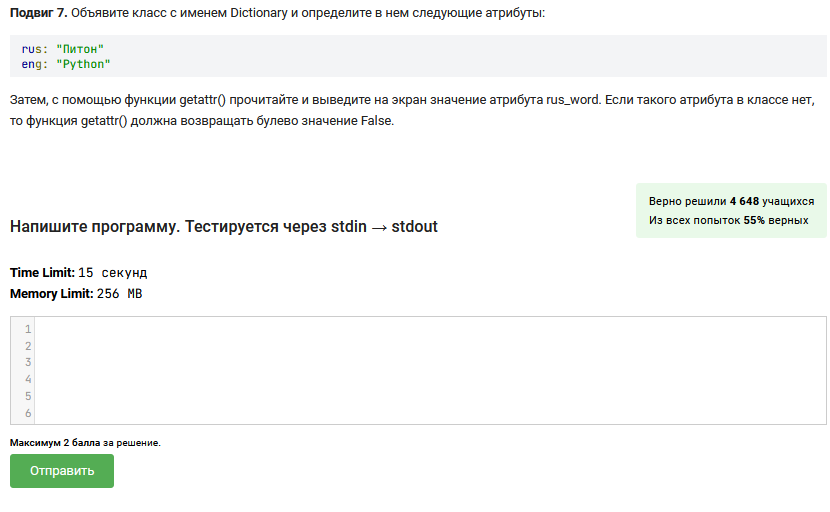 Подвиг 7. Объявите класс с именем Dictionary и определите в нем следующие атрибуты:
rus: "Питон"
eng: "Python"
Затем, с помощью функции getattr() прочитайте и выведите на экран значение атрибута rus_word. Если такого атрибута в классе нет,
то функция getattr() должна возвращать булево значение False.
Верно решили 4 648 учащихся
Из всех попыток 55% верных
Напишите программу. Тестируется через stdin → stdout
Time Limit: 15 секунд
Memory Limit: 256 MB
1
2
3
4
5
6
Максимум 2 балла за решение.
Отправить